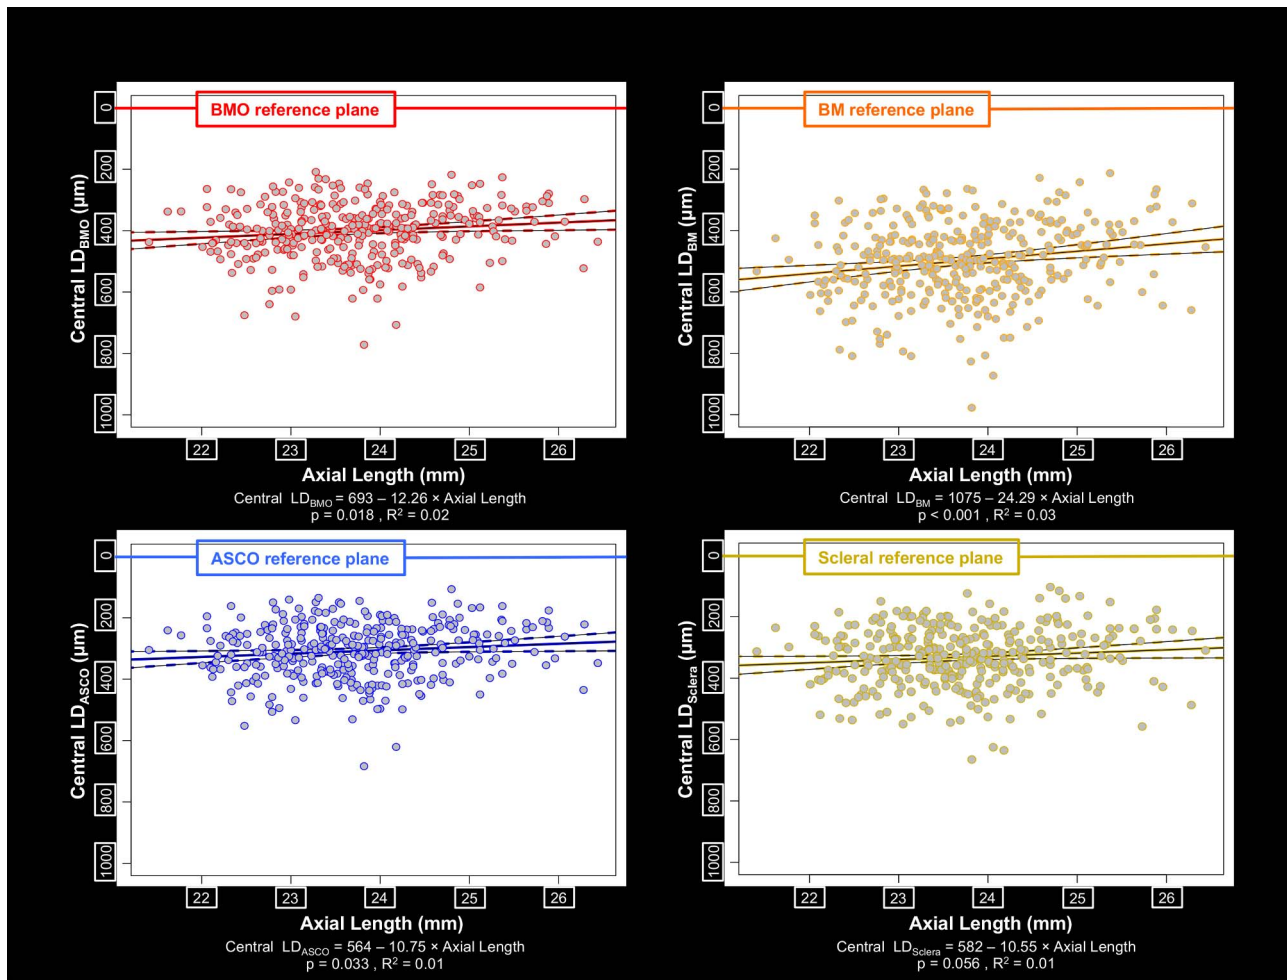 BMO reference plane
0
200
400
600
800
1000
Central LD_BMO (µm)
22 23 24 25 26
Axial Length (mm)
Central LD_BMO = 693 – 12.26 × Axial Length
p = 0.018 , R² = 0.02
BM reference plane
0
200
400
600
800
1000
Central LD_BM (µm)
22 23 24 25 26
Axial Length (mm)
Central LD_BM = 1075 – 24.29 × Axial Length
p < 0.001 , R² = 0.03
ASCO reference plane
0
200
400
600
800
1000
Central LD_ASCO (µm)
22 23 24 25 26
Axial Length (mm)
Central LD_ASCO = 564 – 10.75 × Axial Length
p = 0.033 , R² = 0.01
Scleral reference plane
0
200
400
600
800
1000
Central LD_Sclera (µm)
22 23 24 25 26
Axial Length (mm)
Central LD_Sclera = 582 – 10.55 × Axial Length
p = 0.056 , R² = 0.01